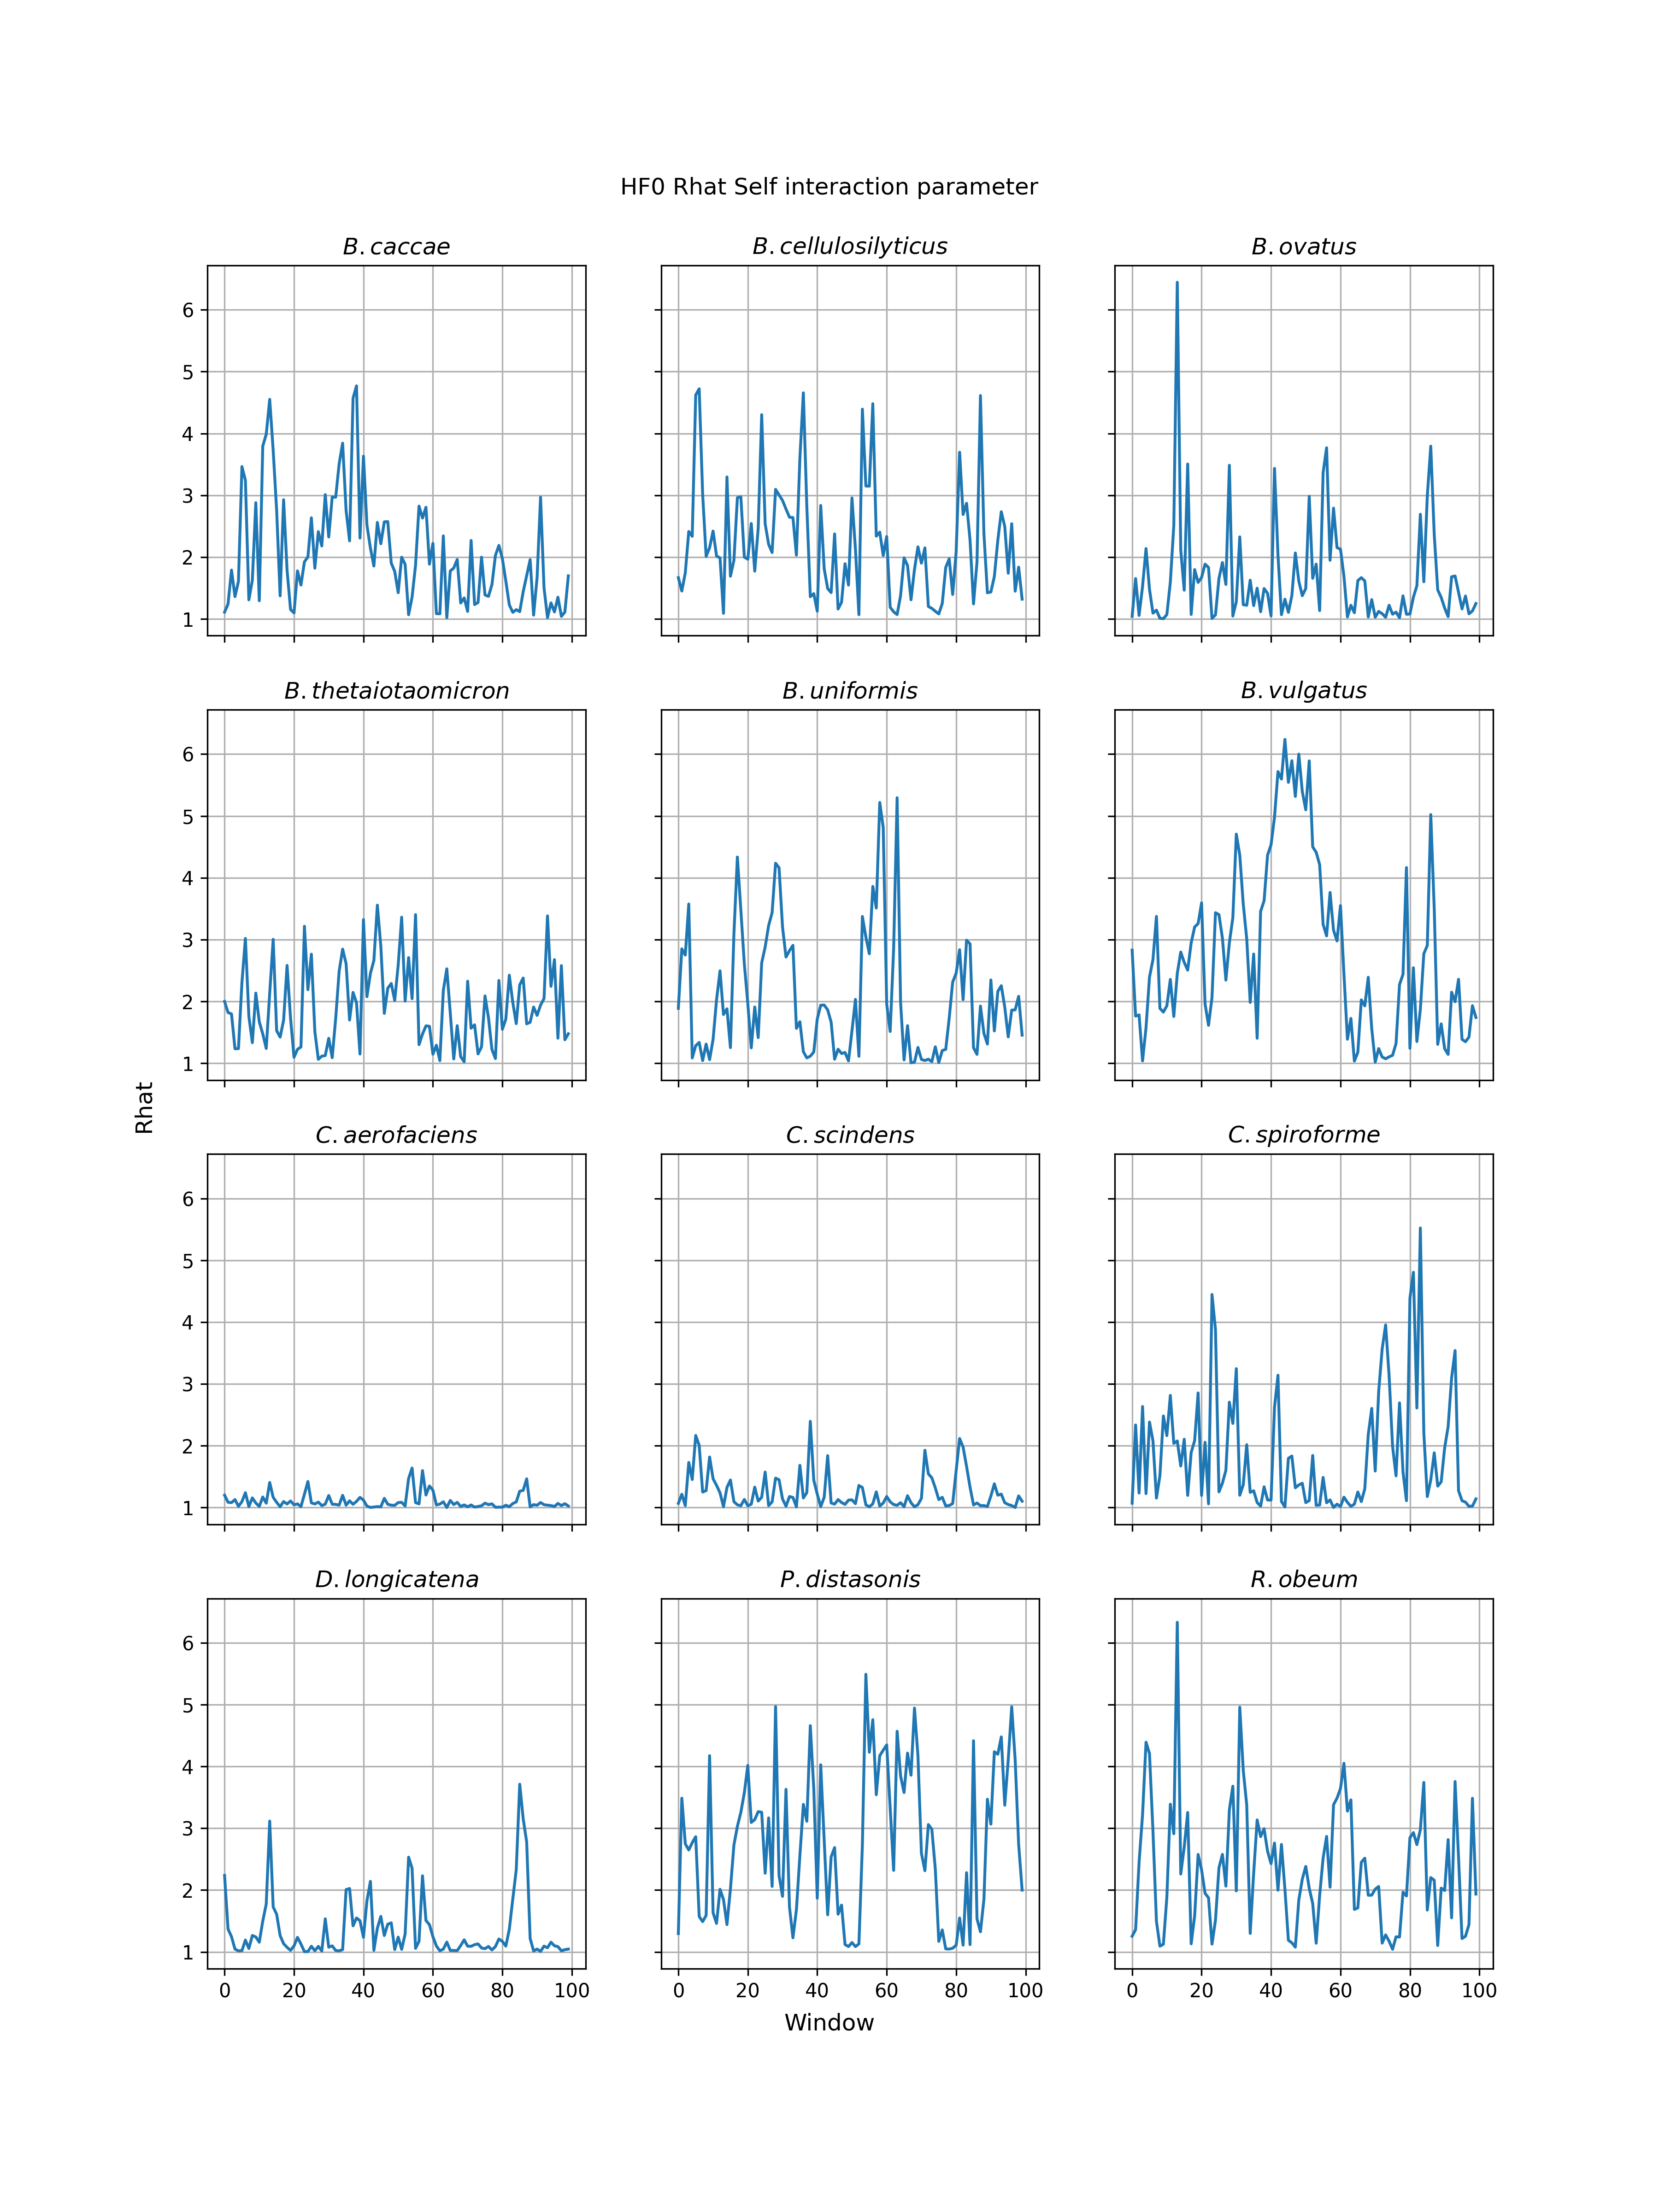 HF0 Rhat Self interaction parameter
B. caccae
B. cellulosilyticus
B. ovatus
6
5
4
3
2
1
B. thetaiotaomicron
B. uniformis
B. vulgatus
6
5
4
3
2
1
Rhat
C. aerofaciens
C. scindens
C. spiroforme
6
5
4
3
2
1
D. longicatena
P. distasonis
R. obeum
6
5
4
3
2
1
0 20 40 60 80 100
0 20 40 60 80 100
0 20 40 60 80 100
Window